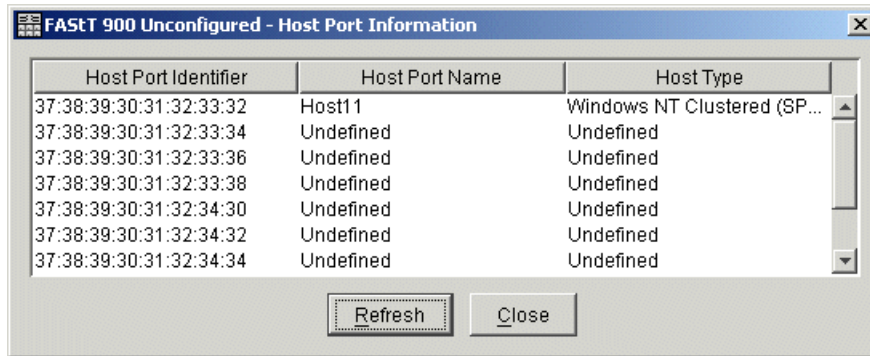 FAStT 900 Unconfigured - Host Port Information
Host Port Identifier Host Port Name Host Type
37:38:39:30:31:32:33:32 Host11 Windows NT Clustered (SP...
37:38:39:30:31:32:33:34 Undefined Undefined
37:38:39:30:31:32:33:36 Undefined Undefined
37:38:39:30:31:32:33:38 Undefined Undefined
37:38:39:30:31:32:34:30 Undefined Undefined
37:38:39:30:31:32:34:32 Undefined Undefined
37:38:39:30:31:32:34:34 Undefined Undefined
Refresh Close